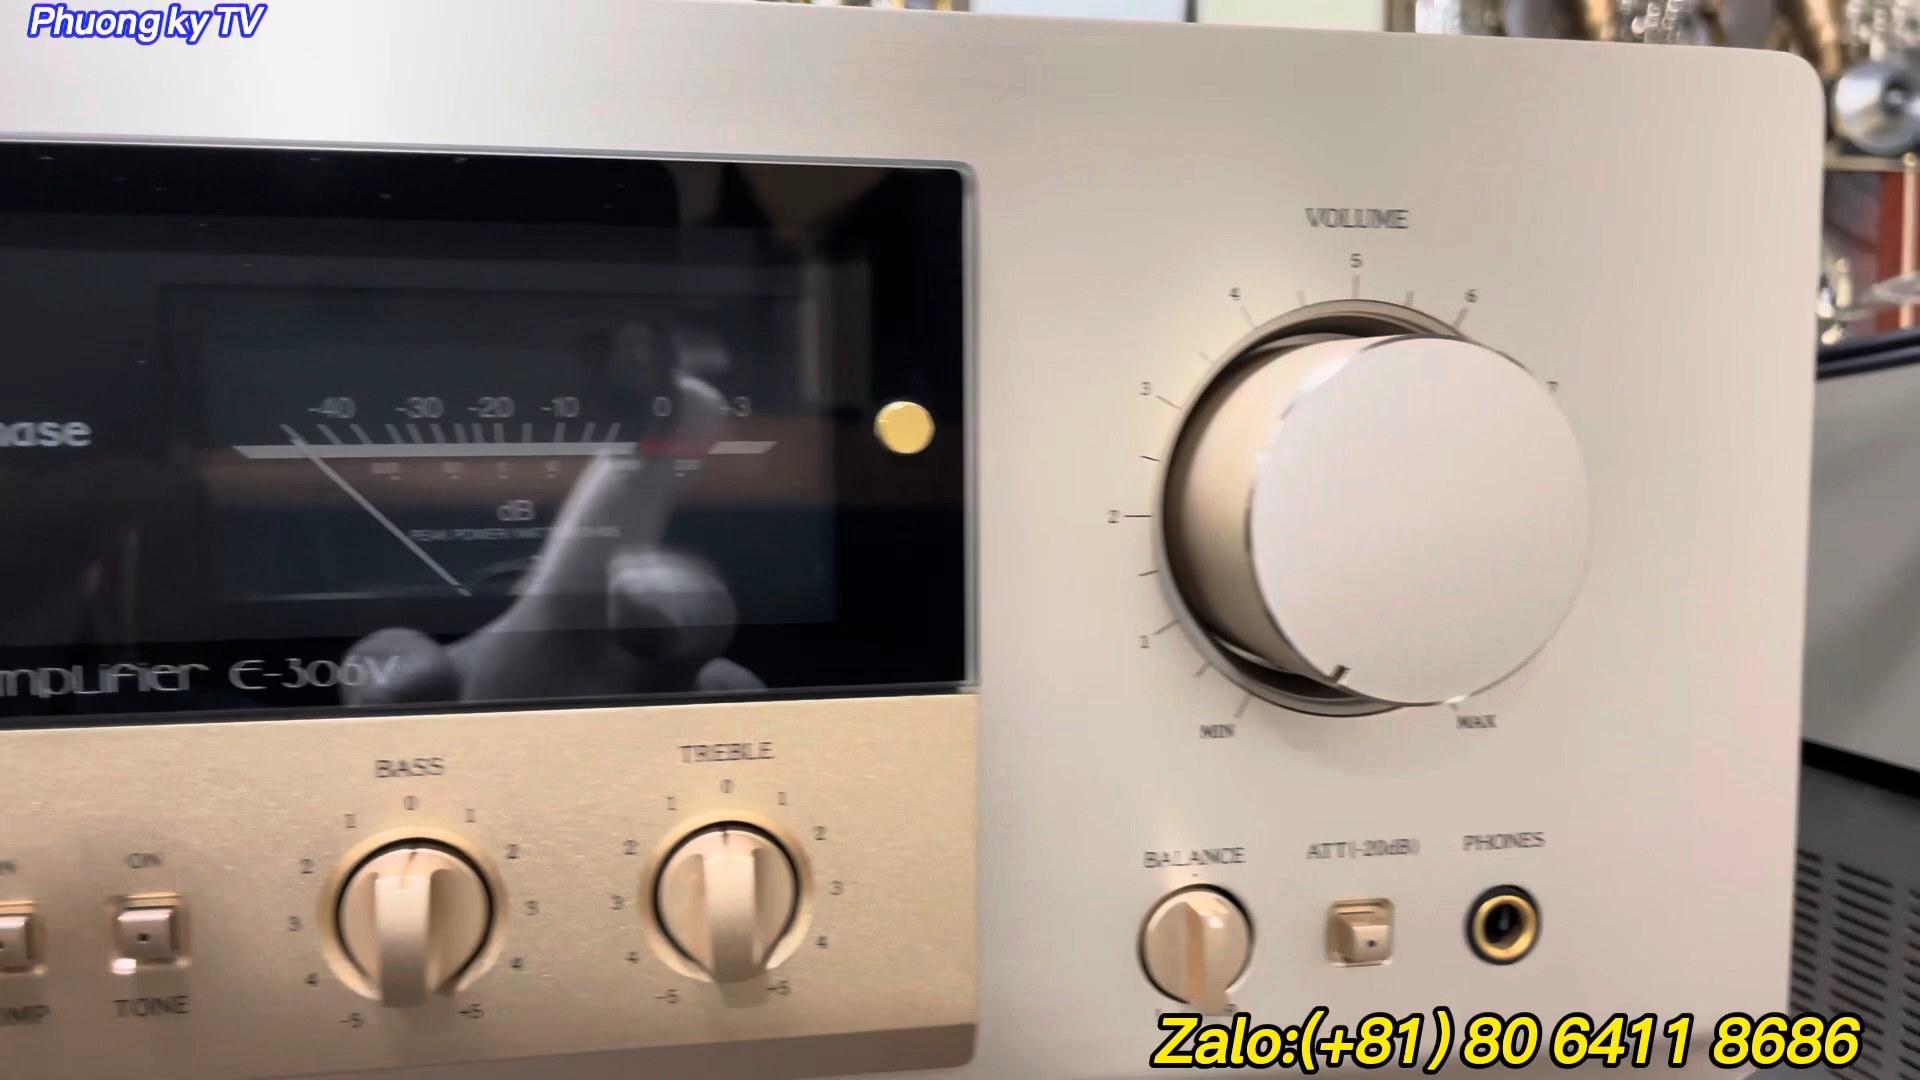 Phuong ky TV
VOLUME
5
4 6
3 7
2
1
MIN MAX
-40 -30 -20 -10 0 +3
dB
E-306V
BASS
0
1 1
2 2
3 3
4 4
-5 +5
TREBLE
0
1 1
2 2
3 3
4 4
-5 +5
ON
TONE
BALANCE
ATT(-20dB)
PHONES
Zalo:(+81) 80 6411 8686